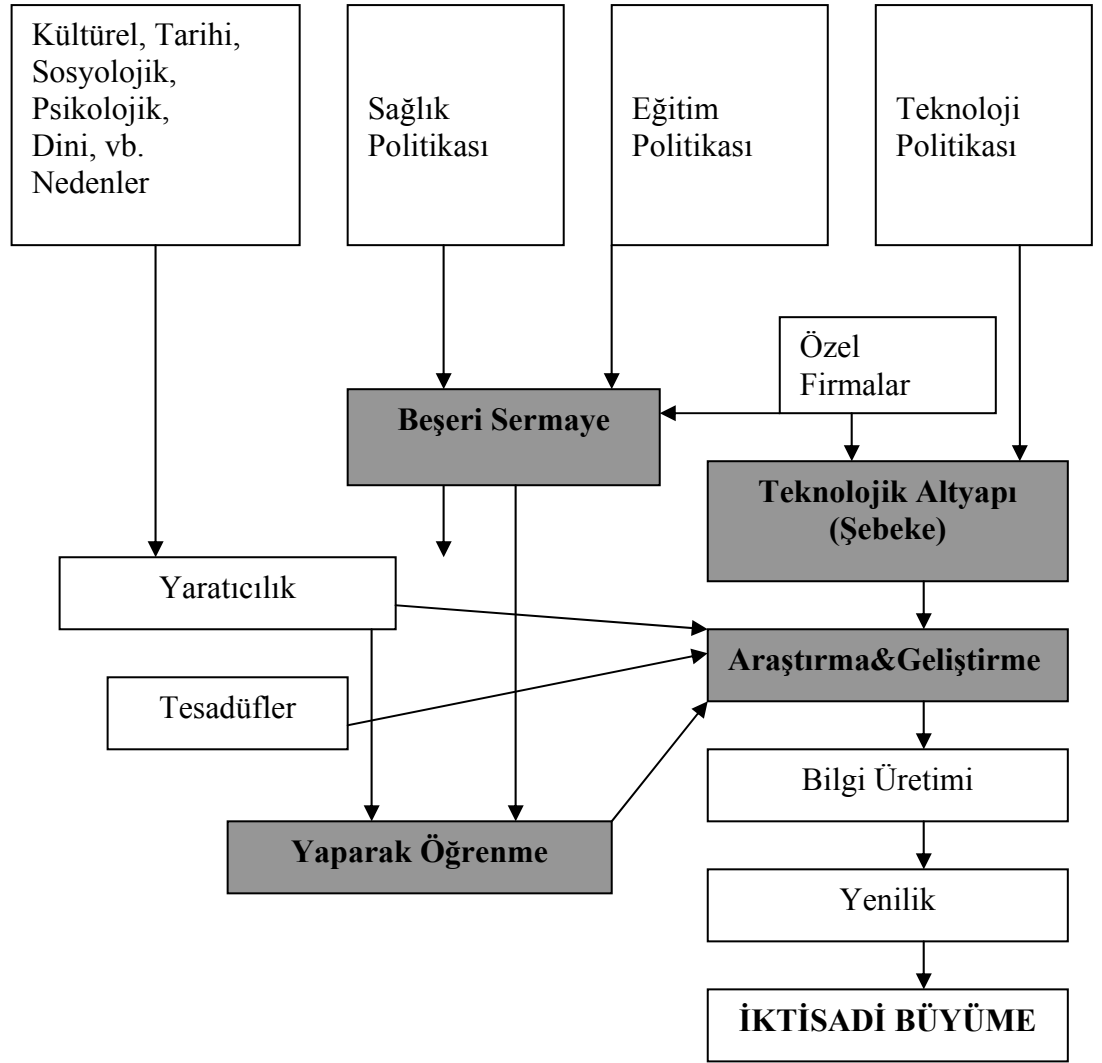 Kültürel, Tarihi,
Sosyolojik,
Psikolojik,
Dini, vb.
Nedenler
Sağlık
Politikası
Eğitim
Politikası
Teknoloji
Politikası
Özel
Firmalar
Beşeri Sermaye
Teknolojik Altyapı
(Şebeke)
Yaratıcılık
Araştırma&Geliştirme
Tesadüfler
Bilgi Üretimi
Yaparak Öğrenme
Yenilik
İKTİSADİ BÜYÜME